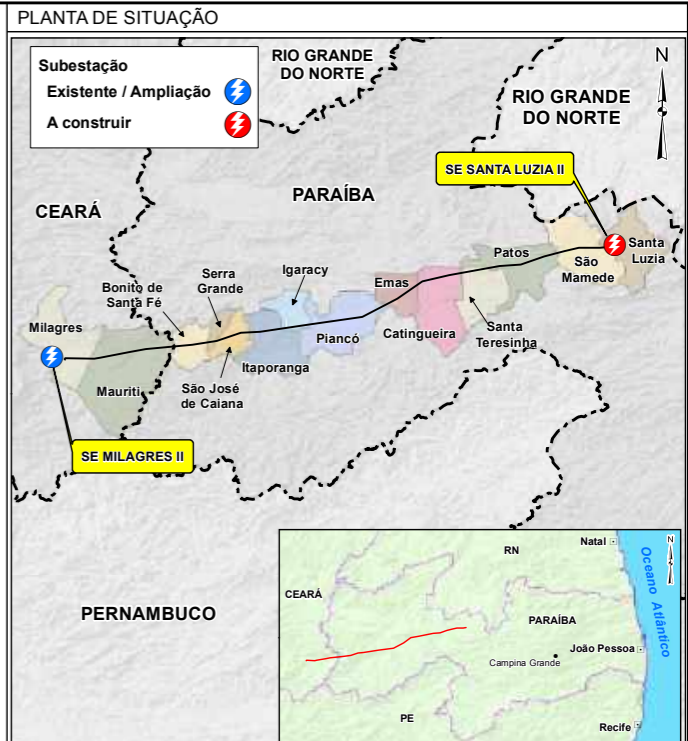 PLANTA DE SITUAÇÃO
Subestação
Existente / Ampliação
A construir
RIO GRANDE
DO NORTE
N
RIO GRANDE
DO NORTE
SE SANTA LUZIA II
PARAÍBA
CEARÁ
Patos
Santa
Luzia
São
Mamede
Igaracy
Serra
Grande
Emas
Bonito de
Santa Fé
Milagres
Santa
Teresinha
Catingueira
Piancó
Itaporanga
São José
de Caiana
Mauriti
SE MILAGRES II
PERNAMBUCO
RN
Natal
N
Oceano Atlântico
CEARÁ
PARAÍBA
João Pessoa
Campina Grande
PE
Recife